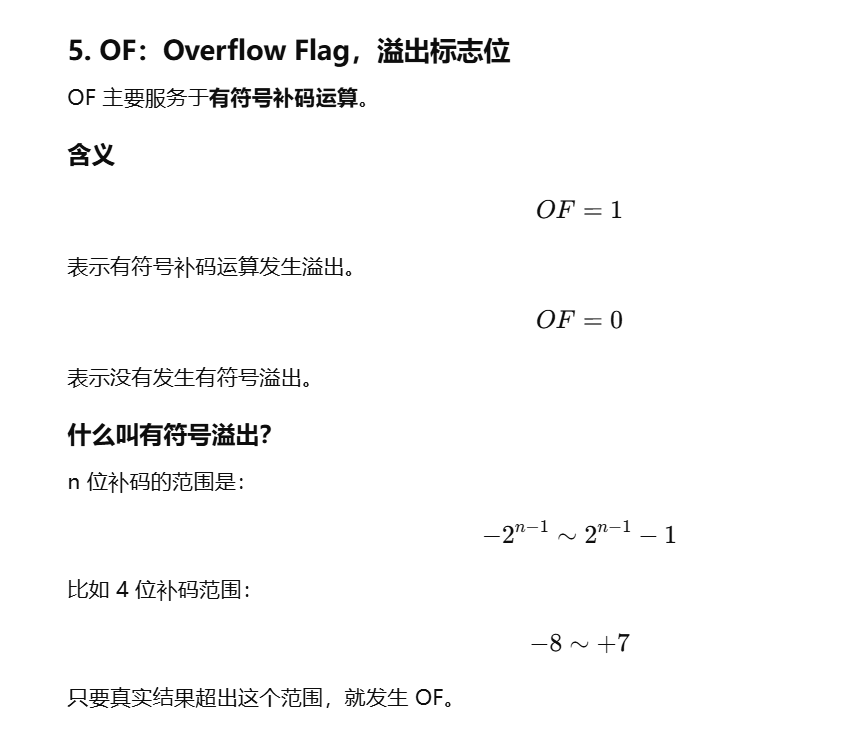 5. OF：Overflow Flag，溢出标志位
OF 主要服务于有符号补码运算。
含义
OF = 1
表示有符号补码运算发生溢出。
OF = 0
表示没有发生有符号溢出。
什么叫有符号溢出？
n 位补码的范围是：
−2ⁿ⁻¹ ∼ 2ⁿ⁻¹ − 1
比如 4 位补码范围：
−8 ∼ +7
只要真实结果超出这个范围，就发生 OF。